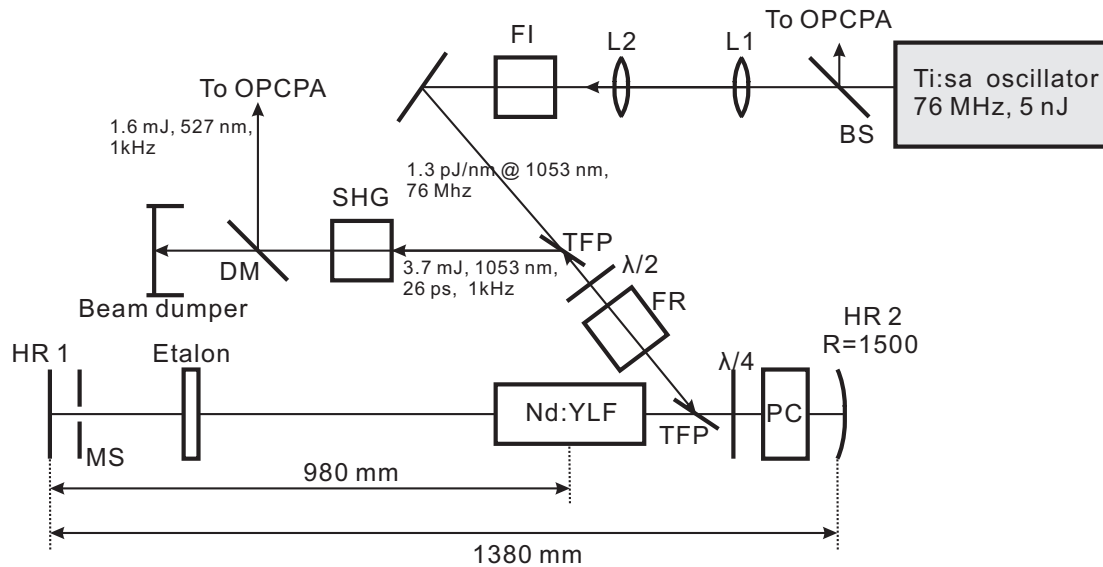 To OPCPA
FI
L2
L1
Ti:sa oscillator
76 MHz, 5 nJ
BS
To OPCPA
1.6 mJ, 527 nm,
1kHz
1.3 pJ/nm @ 1053 nm,
76 Mhz
SHG
TFP
DM
3.7 mJ, 1053 nm,
26 ps, 1kHz
λ/2
FR
Beam dumper
HR 2
R=1500
HR 1
Etalon
λ/4
Nd:YLF
PC
TFP
MS
980 mm
1380 mm